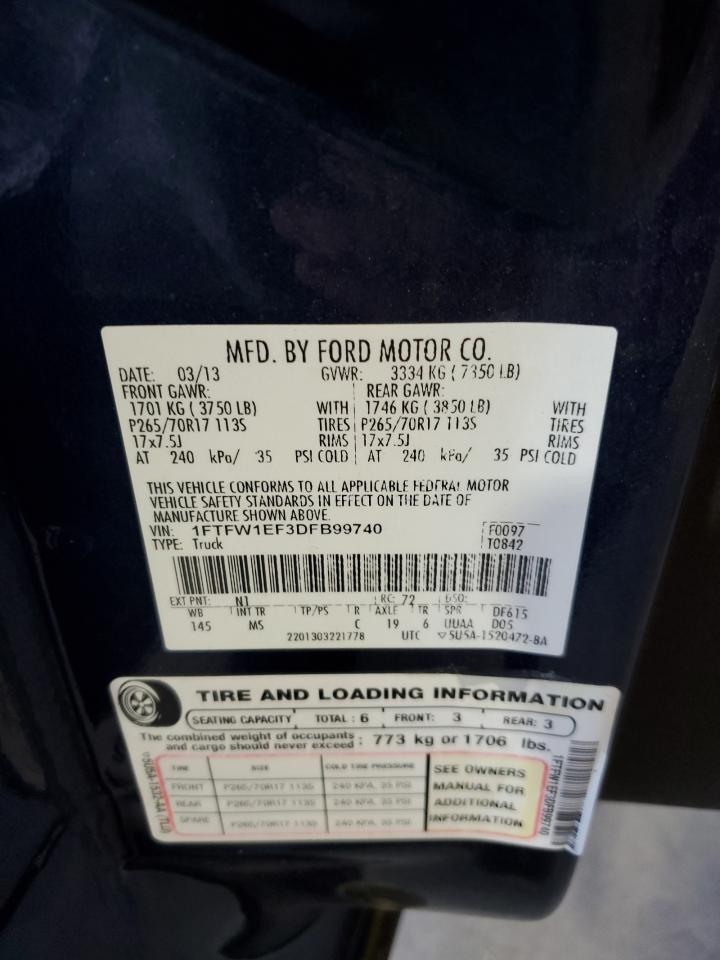 MFD. BY FORD MOTOR CO.
DATE: 03/13 GVWR: 3334 KG ( 7350 LB)
FRONT GAWR: REAR GAWR:
1701 KG ( 3750 LB) WITH 1746 KG ( 3850 LB) WITH
P265/70R17 113S TIRES P265/70R17 113S TIRES
17x7.5J RIMS 17x7.5J RIMS
AT 240 kPa/ 35 PSI COLD AT 240 kPa/ 35 PSI COLD
THIS VEHICLE CONFORMS TO ALL APPLICABLE FEDERAL MOTOR
VEHICLE SAFETY STANDARDS IN EFFECT ON THE DATE OF
MANUFACTURE SHOWN ABOVE.
VIN: 1FTFW1EF3DFB99740 F0097
TYPE: Truck T0842
EXT PNT: N1 RC: 72 DSO:
WB INT TR TP/PS R AXLE TR SPR DF615
145 MS C 19 6 UUAA DOS
2201303221778 UTC ▽5U5A-1520472-BA
TIRE AND LOADING INFORMATION
SEATING CAPACITY TOTAL : 6 FRONT: 3 REAR: 3
The combined weight of occupants
and cargo should never exceed : 773 kg or 1706 lbs.
TIRE SIZE COLD TIRE PRESSURE
FRONT P265/70R17 113S 240 KPA, 35 PSI
REAR P265/70R17 113S 240 KPA, 35 PSI
SPARE P265/70R17 113S 240 KPA, 35 PSI
SEE OWNERS
MANUAL FOR
ADDITIONAL
INFORMATION
1FTFW1EF3DFB99740